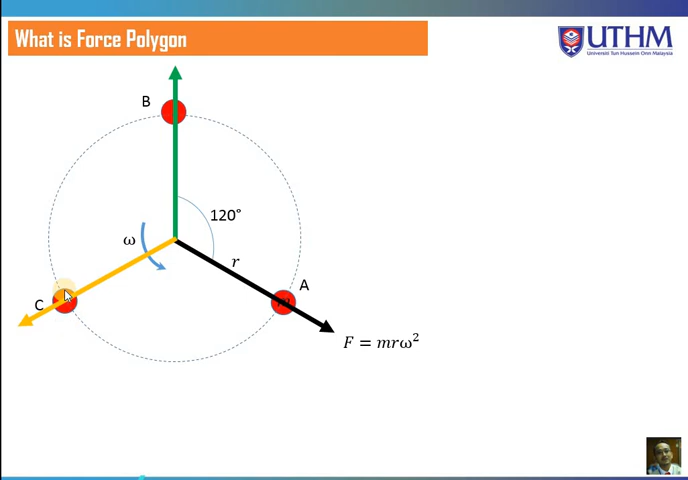 What is Force Polygon
UTHM
Universiti Tun Hussein Onn Malaysia
B
120°
ω
r
A
m
C
F = mrω²